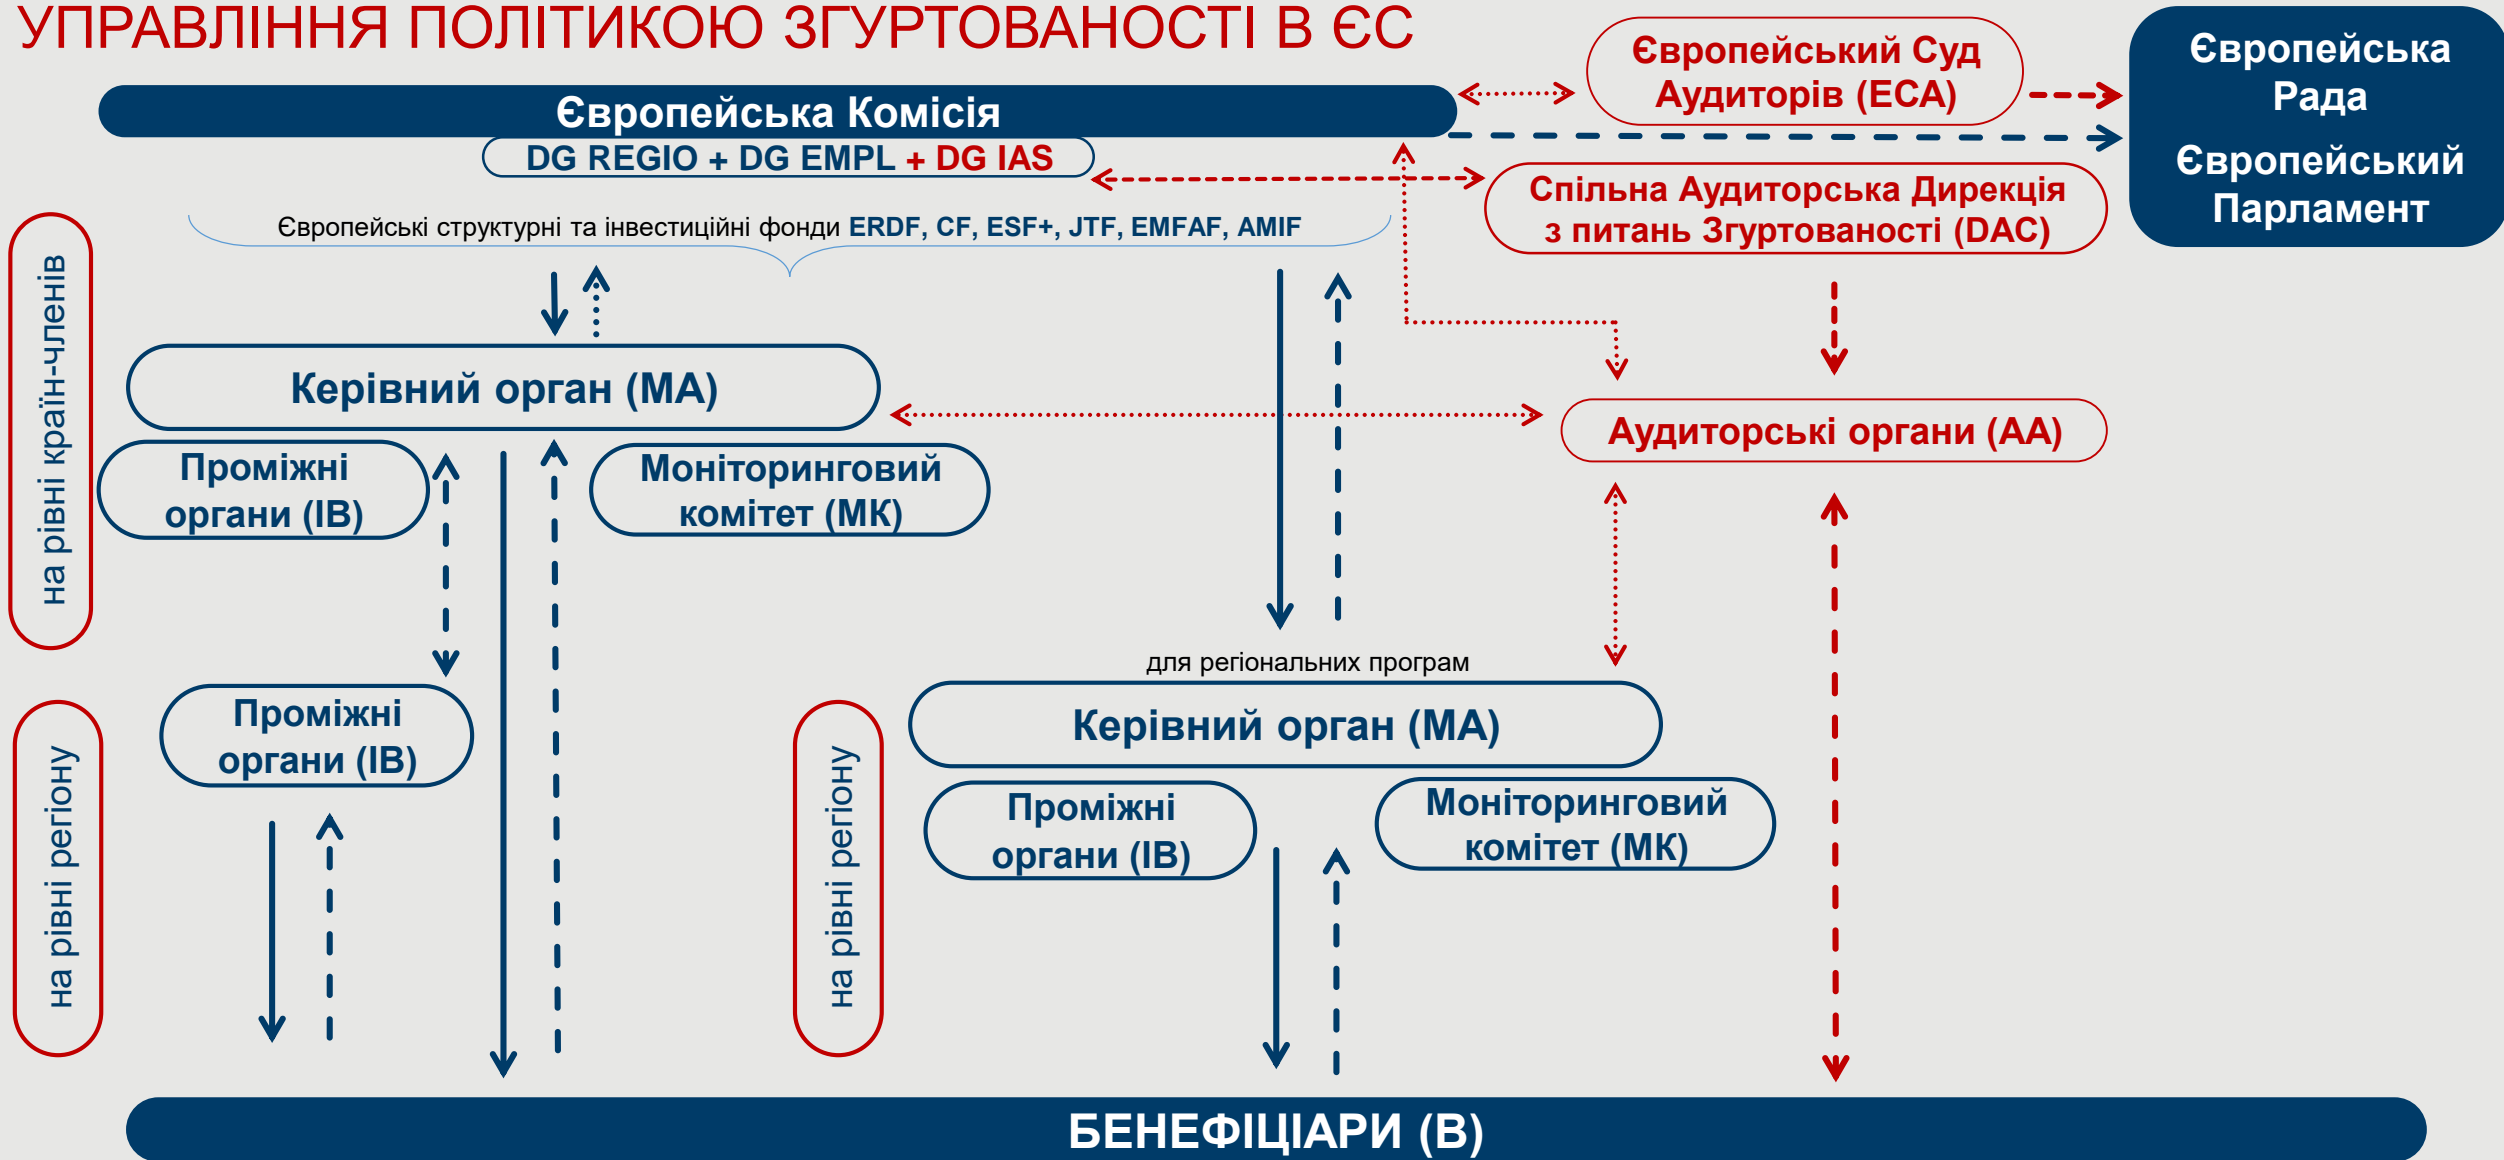 УПРАВЛІННЯ ПОЛІТИКОЮ ЗГУРТОВАНОСТІ В ЄС
Європейський Суд
Аудиторів (ECA)
Європейська
Рада
Європейський
Парламент
Європейська Комісія
DG REGIO + DG EMPL + DG IAS
Спільна Аудиторська Дирекція
з питань Згуртованості (DAC)
Європейські структурні та інвестиційні фонди ERDF, CF, ESF+, JTF, EMFAF, AMIF
на рівні країн-членів
Керівний орган (МА)
Аудиторські органи (АА)
Проміжні
органи (ІВ)
Моніторинговий
комітет (МК)
для регіональних програм
на рівні регіону
Проміжні
органи (ІВ)
на рівні регіону
Керівний орган (МА)
Проміжні
органи (ІВ)
Моніторинговий
комітет (МК)
БЕНЕФІЦІАРИ (В)